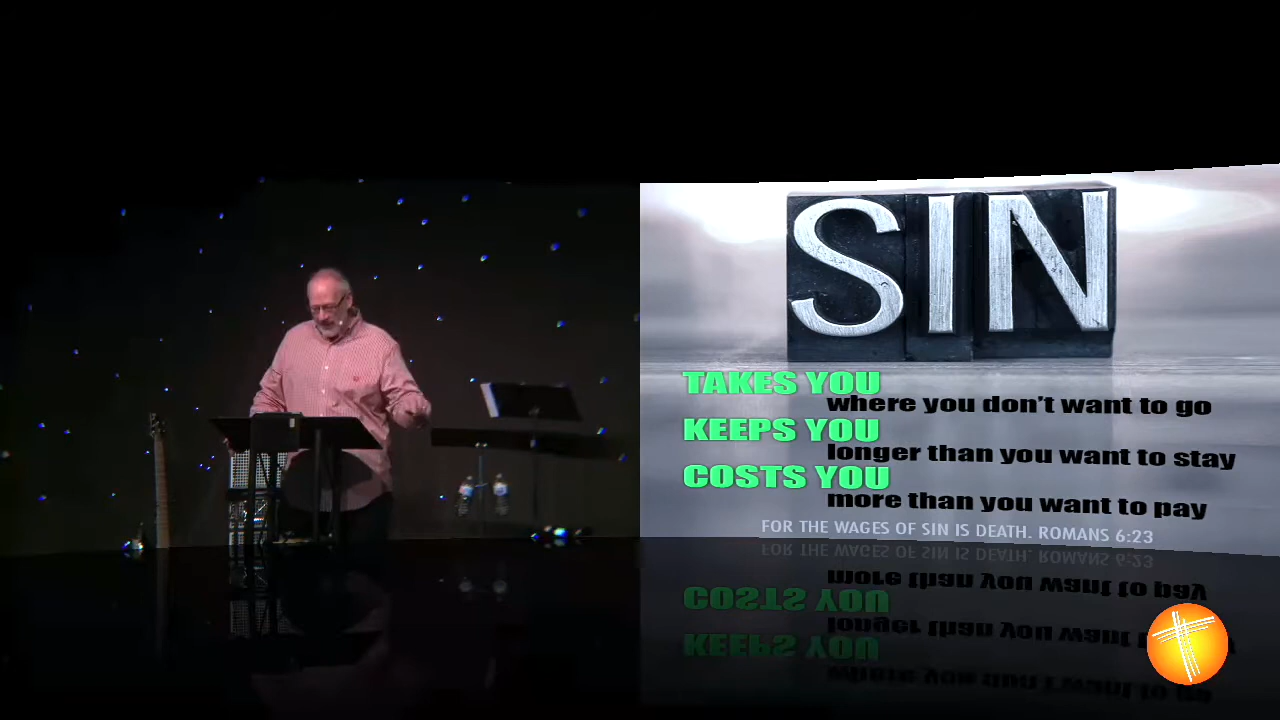 SIN
TAKES YOU
where you don't want to go
KEEPS YOU
longer than you want to stay
COSTS YOU
more than you want to pay
FOR THE WAGES OF SIN IS DEATH. ROMANS 6:23